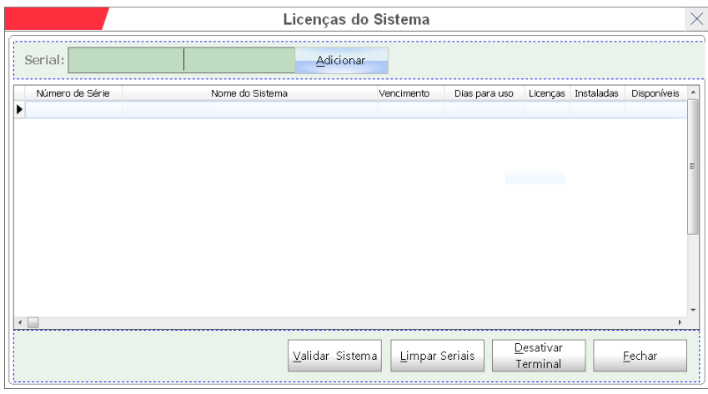 Licenças do Sistema
Serial: Adicionar
Número de Série Nome do Sistema Vencimento Dias para uso Licenças Instaladas Disponíveis
Validar Sistema Limpar Seriais Desativar Terminal Fechar